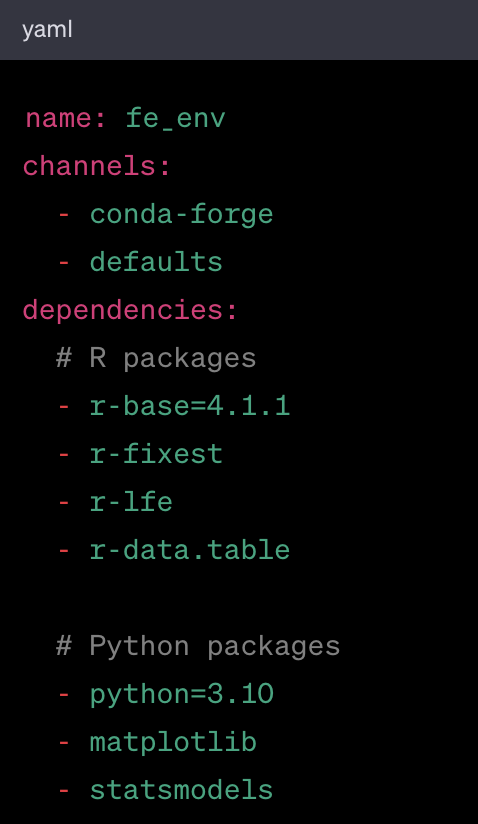 yaml
name: fe_env
channels:
  - conda-forge
  - defaults
dependencies:
  # R packages
  - r-base=4.1.1
  - r-fixest
  - r-lfe
  - r-data.table
  # Python packages
  - python=3.10
  - matplotlib
  - statsmodels